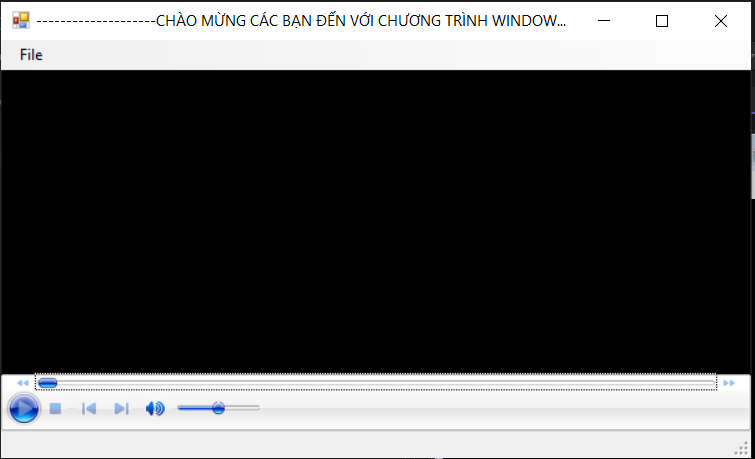 --------------------CHÀO MỪNG CÁC BẠN ĐẾN VỚI CHƯƠNG TRÌNH WINDOW...
File